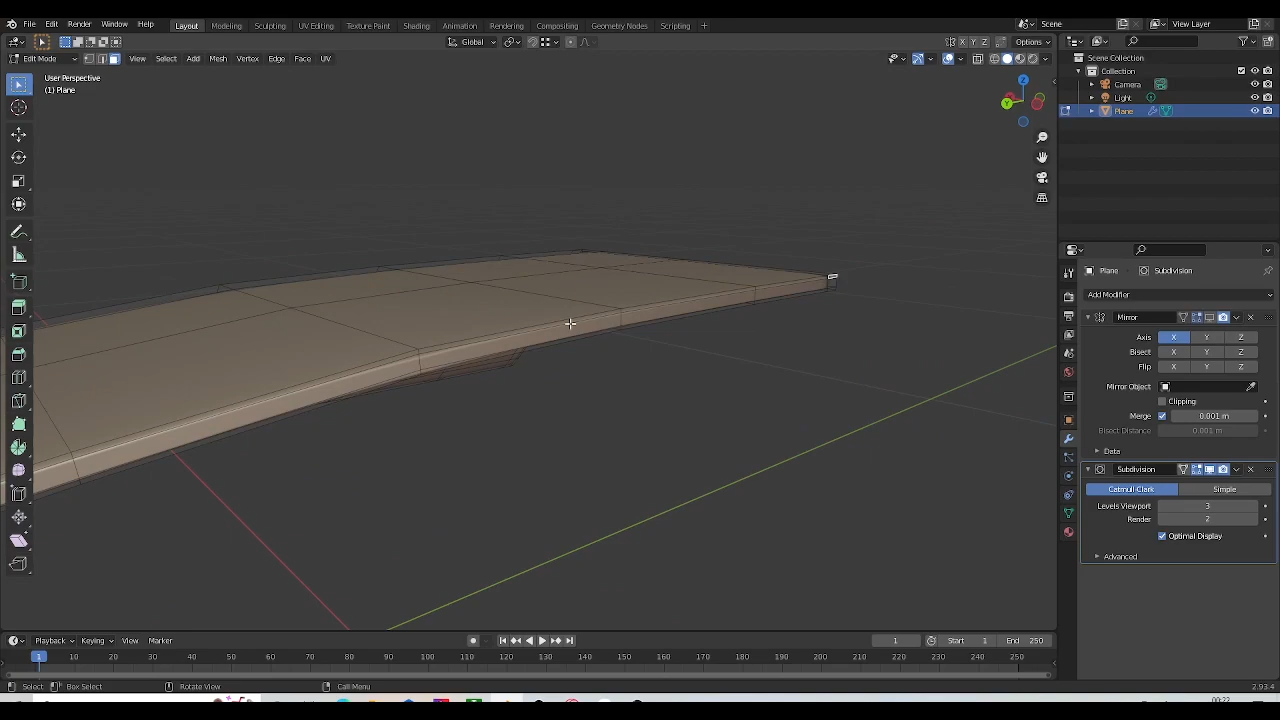 File Edit Render Window Help Layout Modeling Sculpting UV Editing Texture Paint Shading Animation Rendering Compositing Geometry Nodes Scripting + Scene View Layer
Global X Y Z Options
Edit Mode View Select Add Mesh Vertex Edge Face UV
User Perspective
(1) Plane
Z
Y
Scene Collection
Collection
Camera
Light
Plane
Plane Subdivision
Add Modifier
Mirror
Axis X Y Z
Bisect X Y Z
Flip X Y Z
Mirror Object
Clipping
Merge 0.001 m
Bisect Distance 0.001 m
Data
Subdivision
Catmull Clark Simple
Levels Viewport 3
Render 2
Optimal Display
Advanced
Playback Keying View Marker 1 Start 1 End 250
1 10 20 30 40 50 60 70 80 90 100 110 120 130 140 150 160 170 180 190 200 210 220 230 240 250
Select Box Select Rotate View Call Menu 2.93.4
00:22